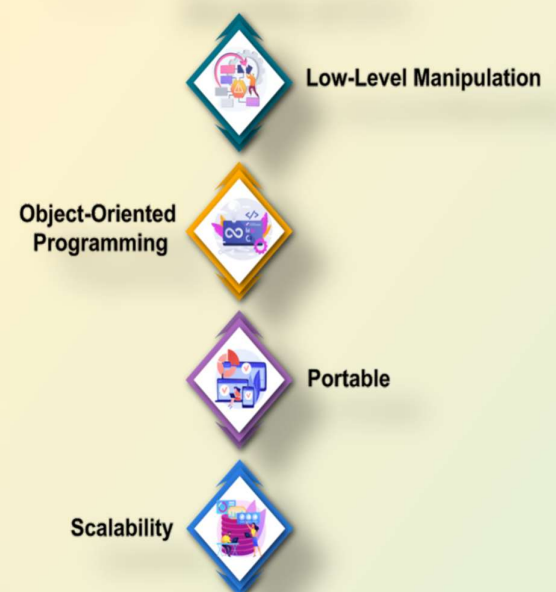 Low-Level Manipulation
Object-Oriented
Programming
Portable
Scalability